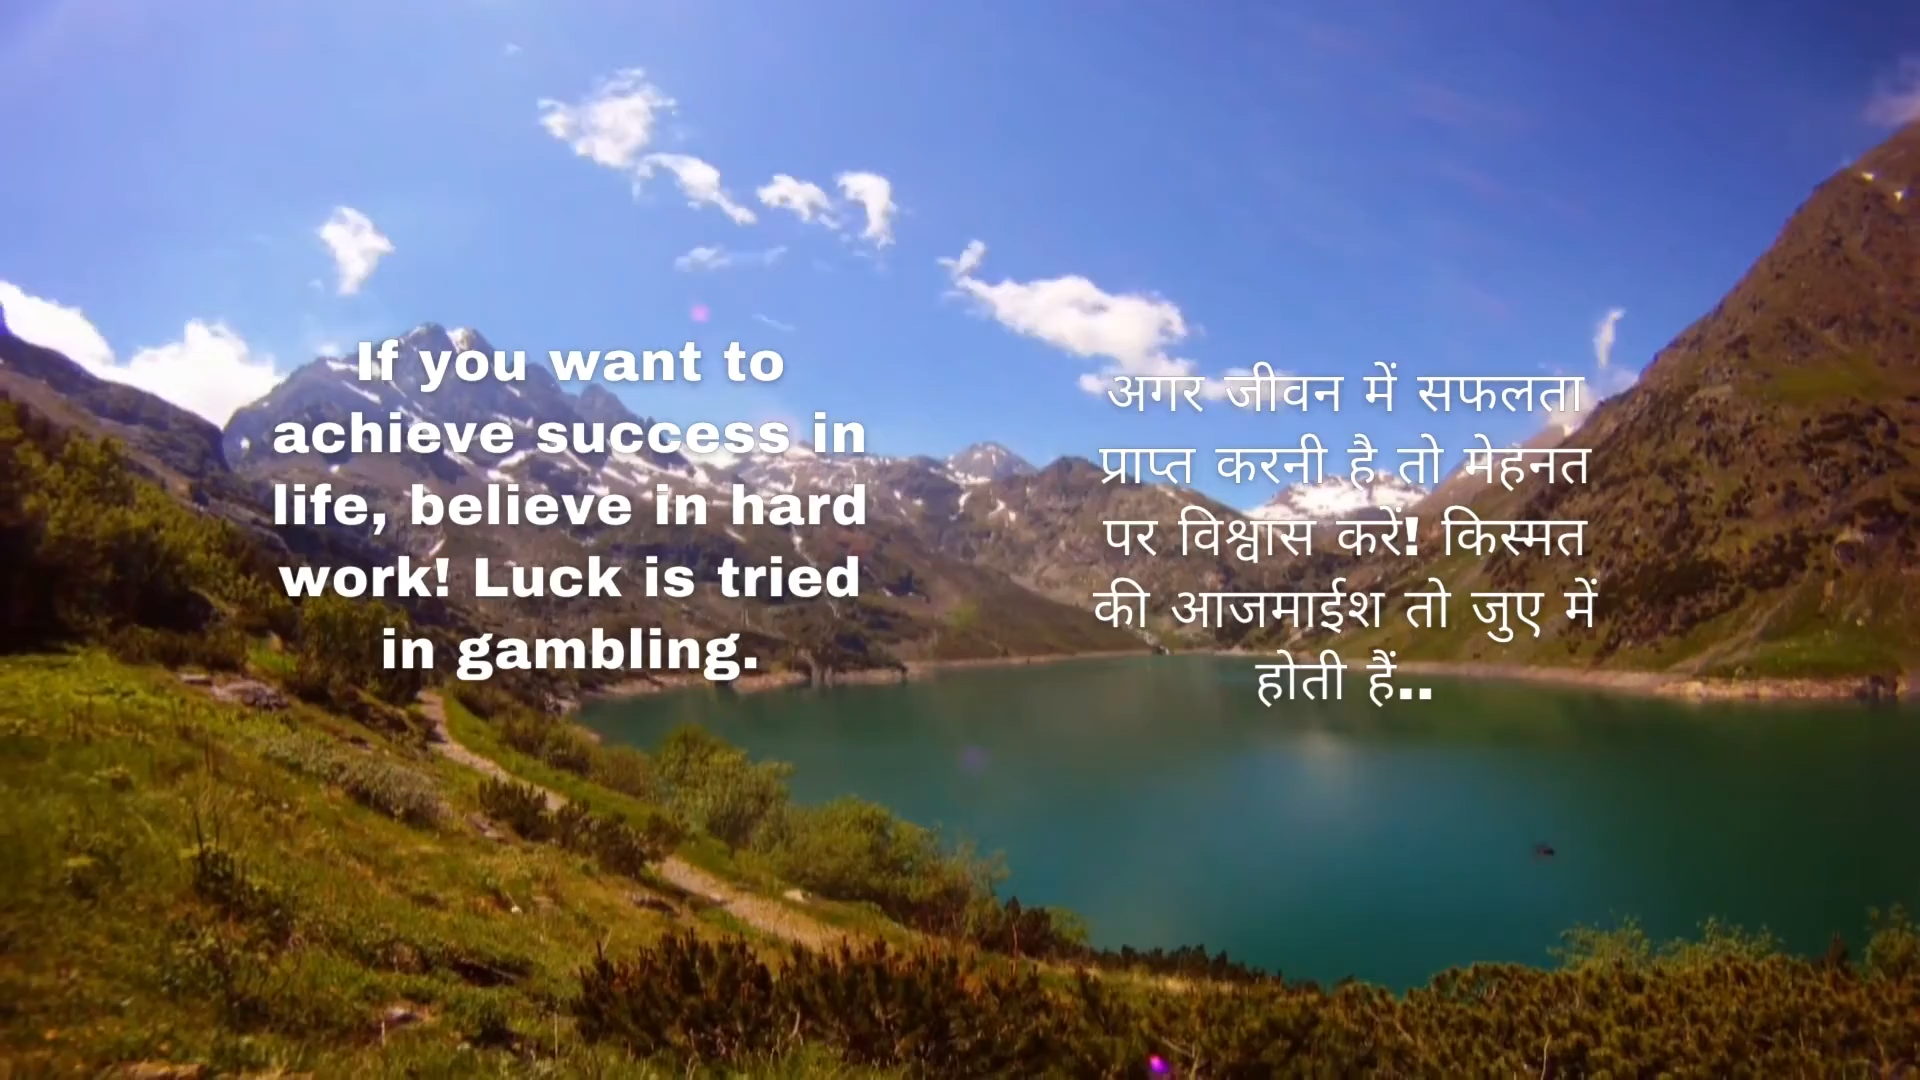 If you want to
achieve success in
life, believe in hard
work! Luck is tried
in gambling.
अगर जीवन में सफलता
प्राप्त करनी है तो मेहनत
पर विश्वास करें! किस्मत
की आजमाईश तो जुए में
होती हैं..